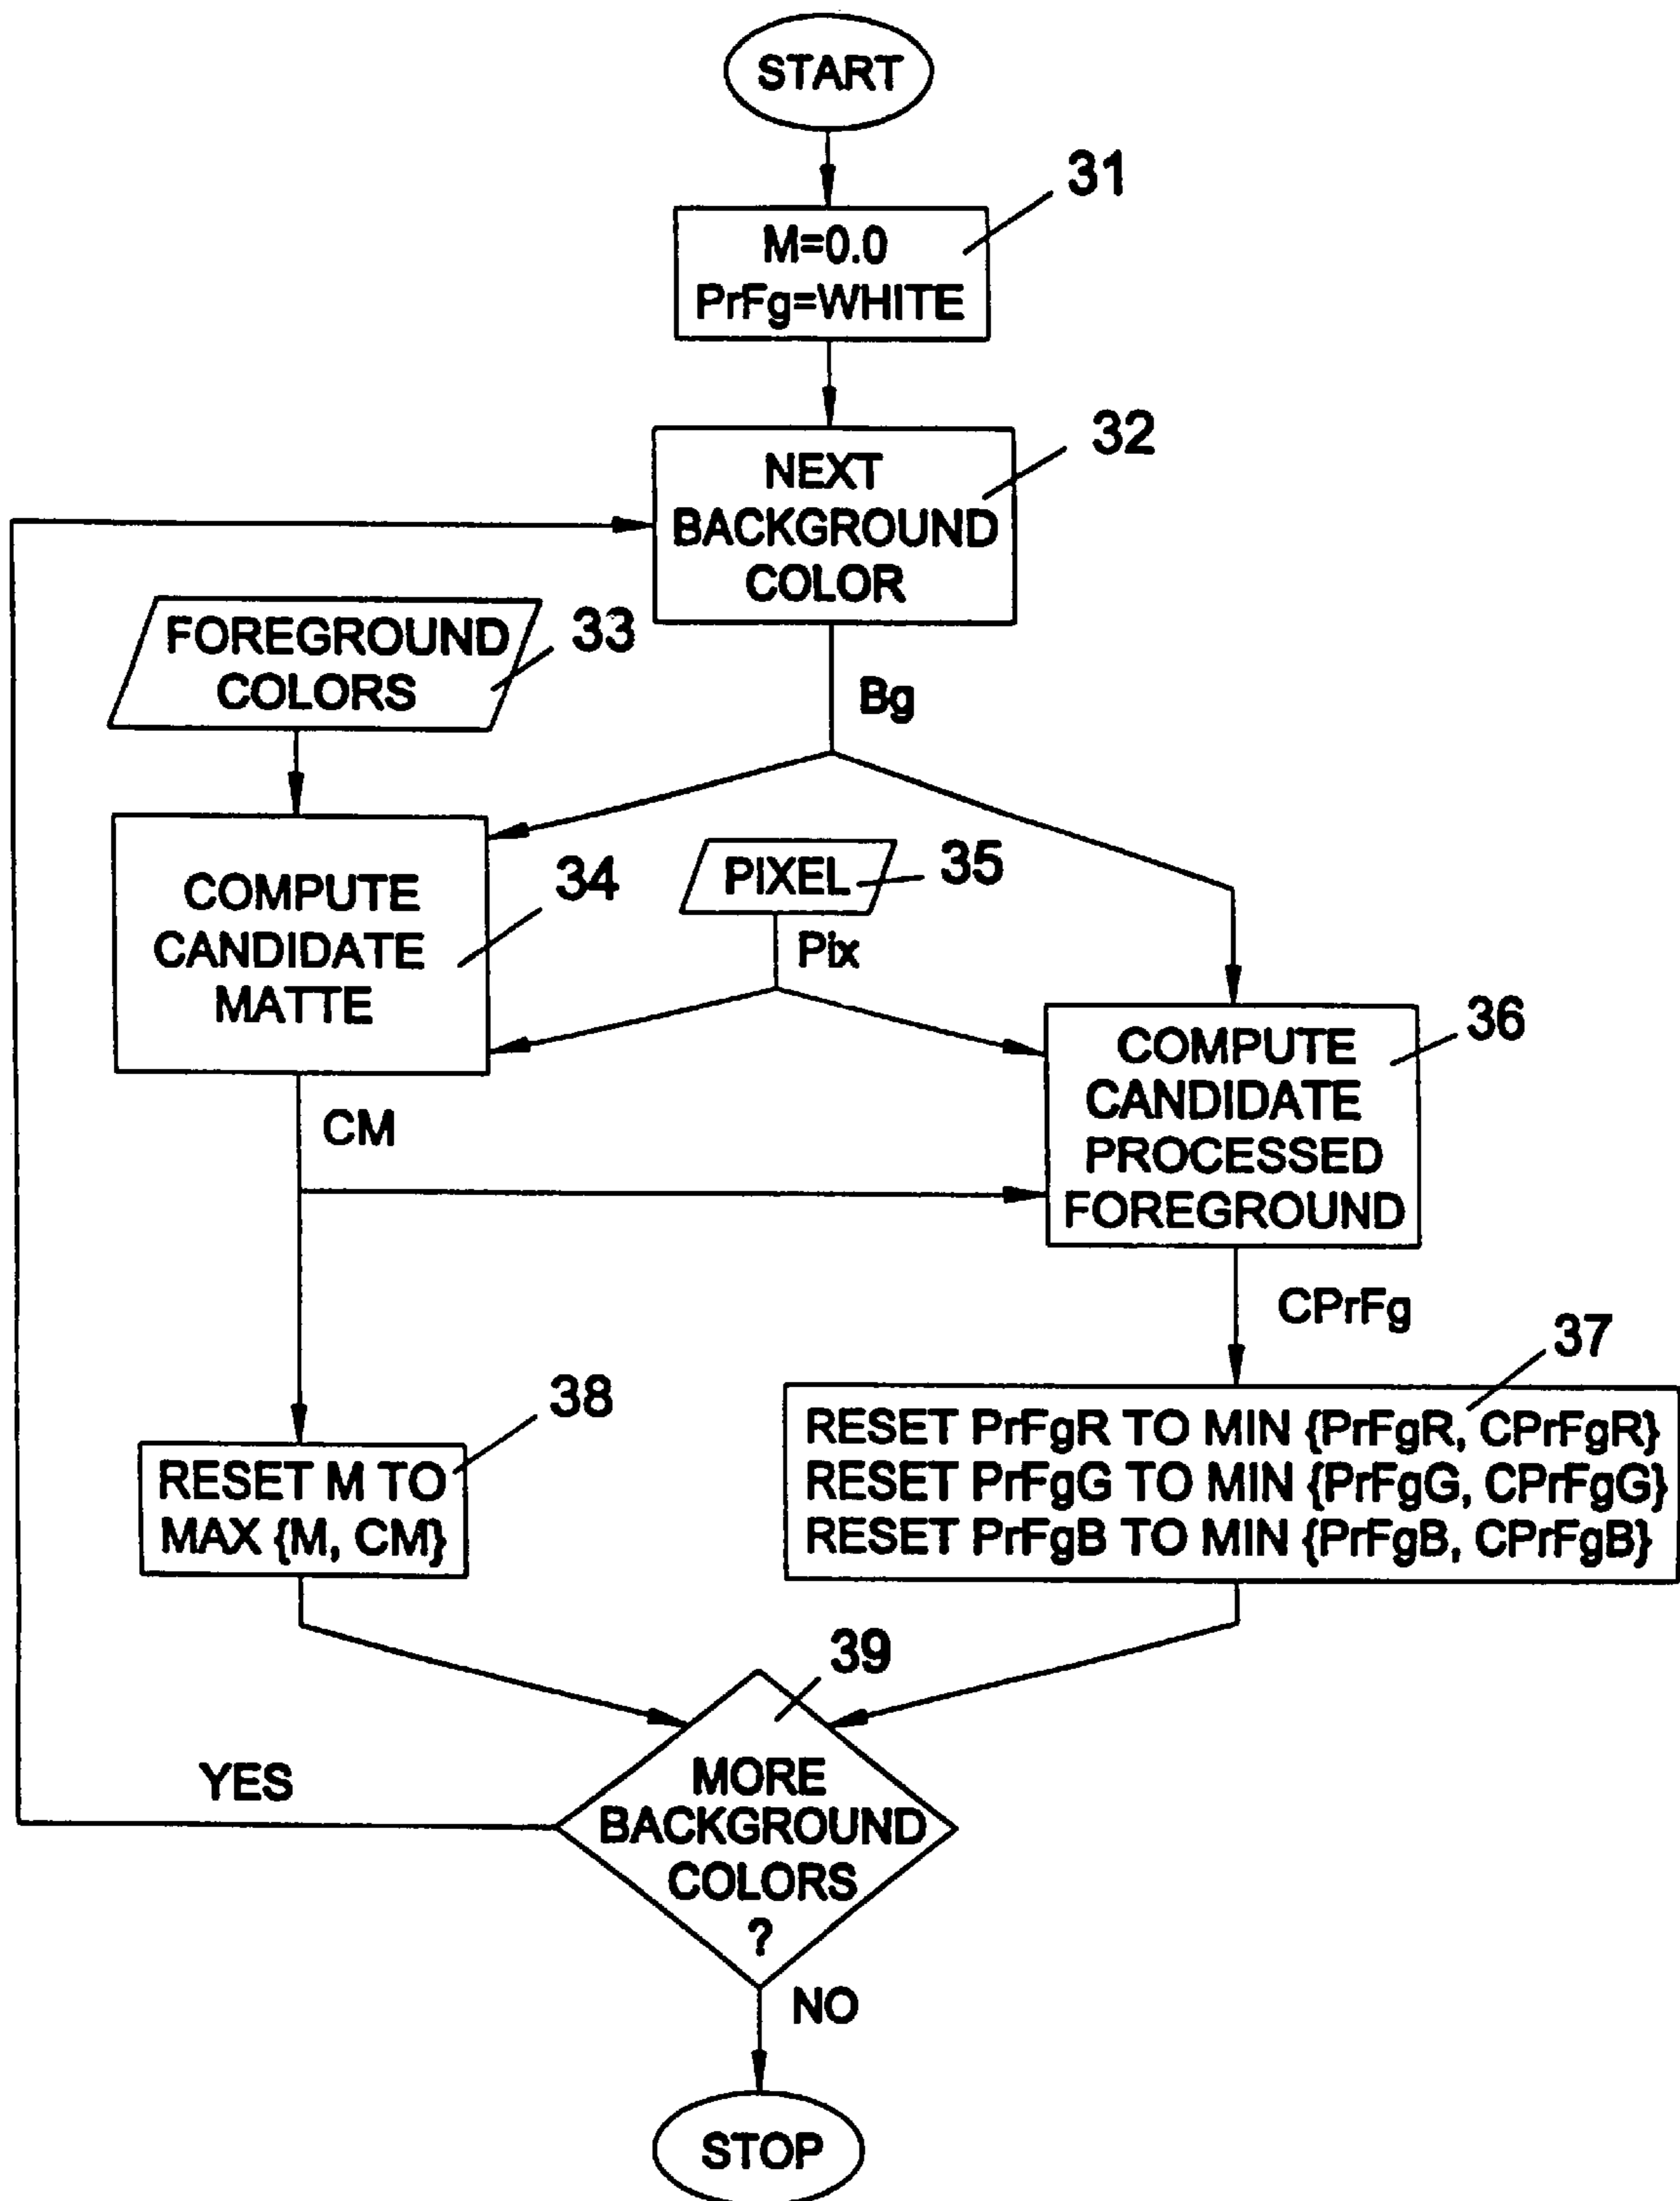 START
31
M=0.0
PrFg=WHITE
32
NEXT
BACKGROUND
COLOR
33
FOREGROUND
COLORS
Bg
34
COMPUTE
CANDIDATE
MATTE
35
PIXEL
Pix
36
COMPUTE
CANDIDATE
PROCESSED
FOREGROUND
CM
CPrFg
37
RESET PrFgR TO MIN {PrFgR, CPrFgR}
RESET PrFgG TO MIN {PrFgG, CPrFgG}
RESET PrFgB TO MIN {PrFgB, CPrFgB}
38
RESET M TO
MAX {M, CM}
39
MORE
BACKGROUND
COLORS
?
YES
NO
STOP